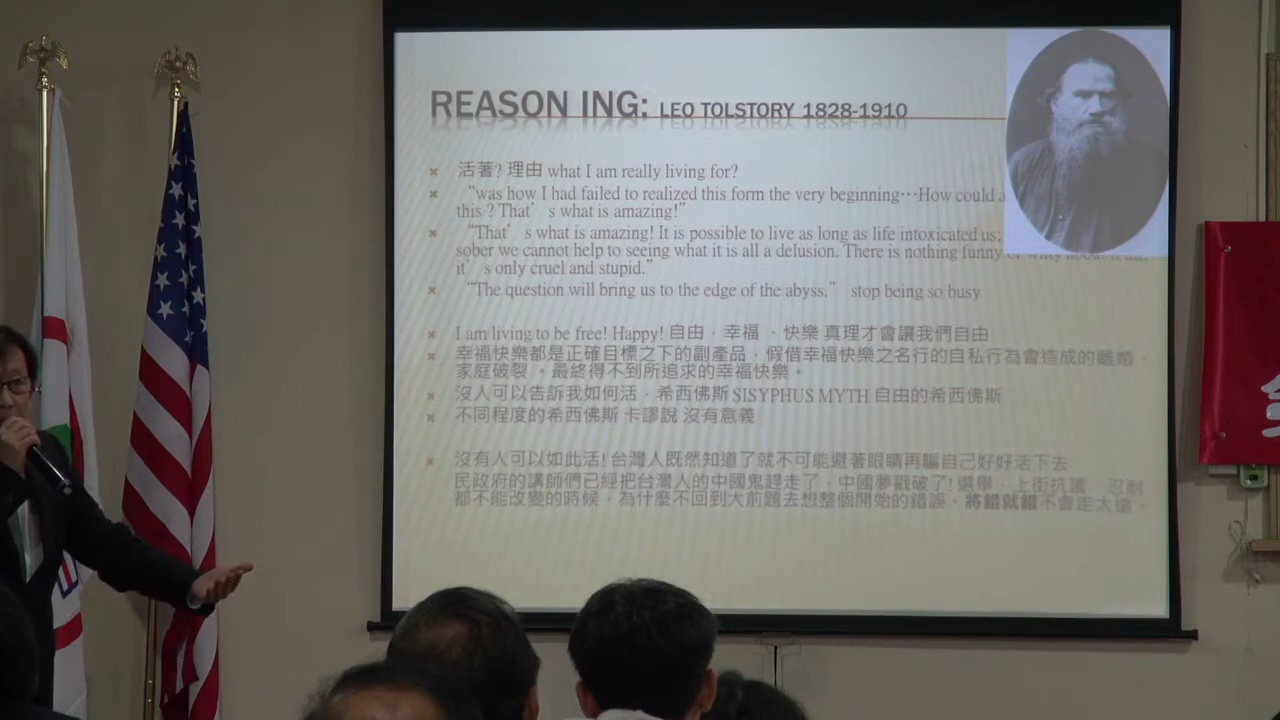 REASON ING: LEO TOLSTORY 1828-1910
活著? 理由 what I am really living for?
“was how I had failed to realized this form the very beginning…How could a
this ? That’s what is amazing!”
“That’s what is amazing! It is possible to live as long as life intoxicated us;
sober we cannot help to seeing what it is all a delusion. There is nothing funny
it’s only cruel and stupid.”
“The question will bring us to the edge of the abyss.” stop being so busy
I am living to be free! Happy! 自由、幸福 、快樂 真理才會讓我們自由
幸福快樂都是正確目標之下的副產品，假借幸福快樂之名行的自私行為會造成的離婚、
家庭破裂 。最終得不到所追求的幸福快樂。
沒人可以告訴我如何活，希西佛斯 SISYPHUS MYTH 自由的希西佛斯
不同程度的希西佛斯 卡謬說 沒有意義
沒有人可以如此活! 台灣人既然知道了就不可能避著眼睛再騙自己好好活下去
民政府的講師們已經把台灣人的中國鬼趕走了，中國夢戳破了! 選舉、上街抗議、忍耐
都不能改變的時候，為什麼不回到大前題去想整個開始的錯誤。將錯就錯不會走太遠。